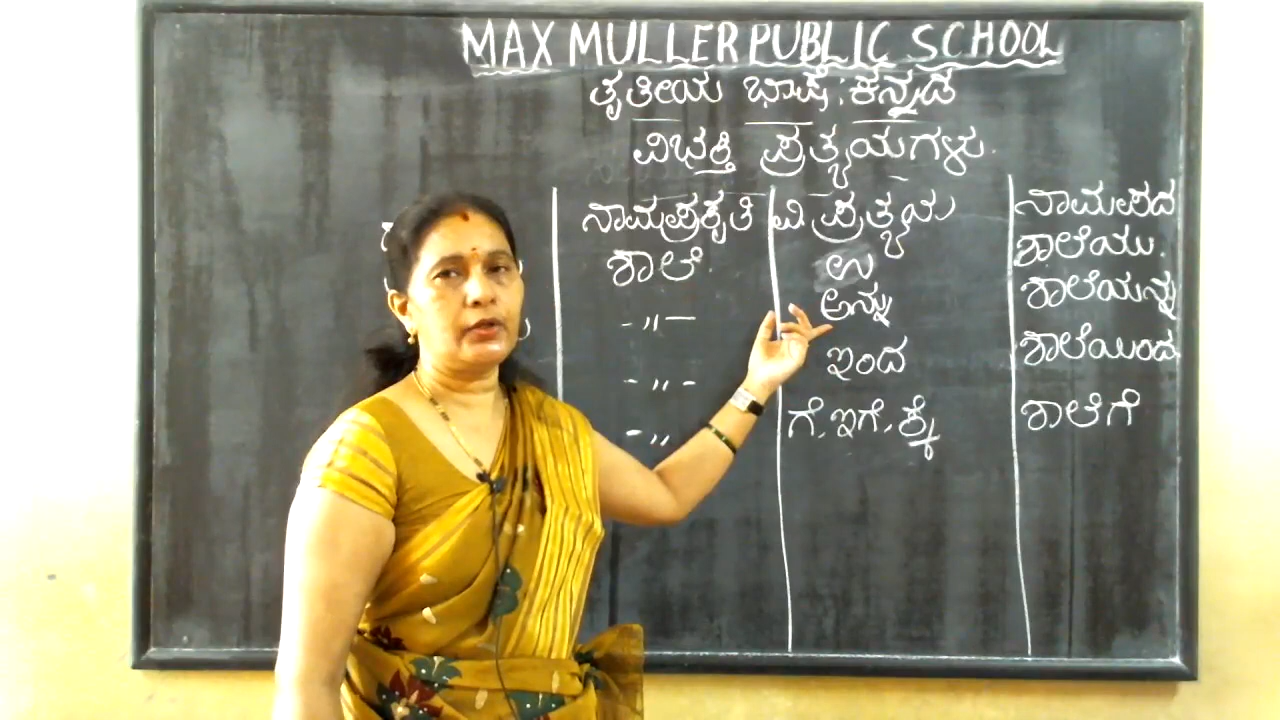 MAX MULLER PUBLIC SCHOOL
ತೃತೀಯ ಭಾಷೆ : ಕನ್ನಡ
ವಿಭಕ್ತಿ ಪ್ರತ್ಯಯಗಳು.
ನಾಮಪ್ರಕೃತಿ ವಿ. ಪ್ರತ್ಯಯ ನಾಮಪದ
ಶಾಲೆ ಉ ಶಾಲೆಯು.
-〃- ಅನ್ನು ಶಾಲೆಯನ್ನು
-〃- ಇಂದ ಶಾಲೆಯಿಂದ
-〃 ಗೆ, ಇಗೆ, ಕ್ಕೆ ಶಾಲೆಗೆ